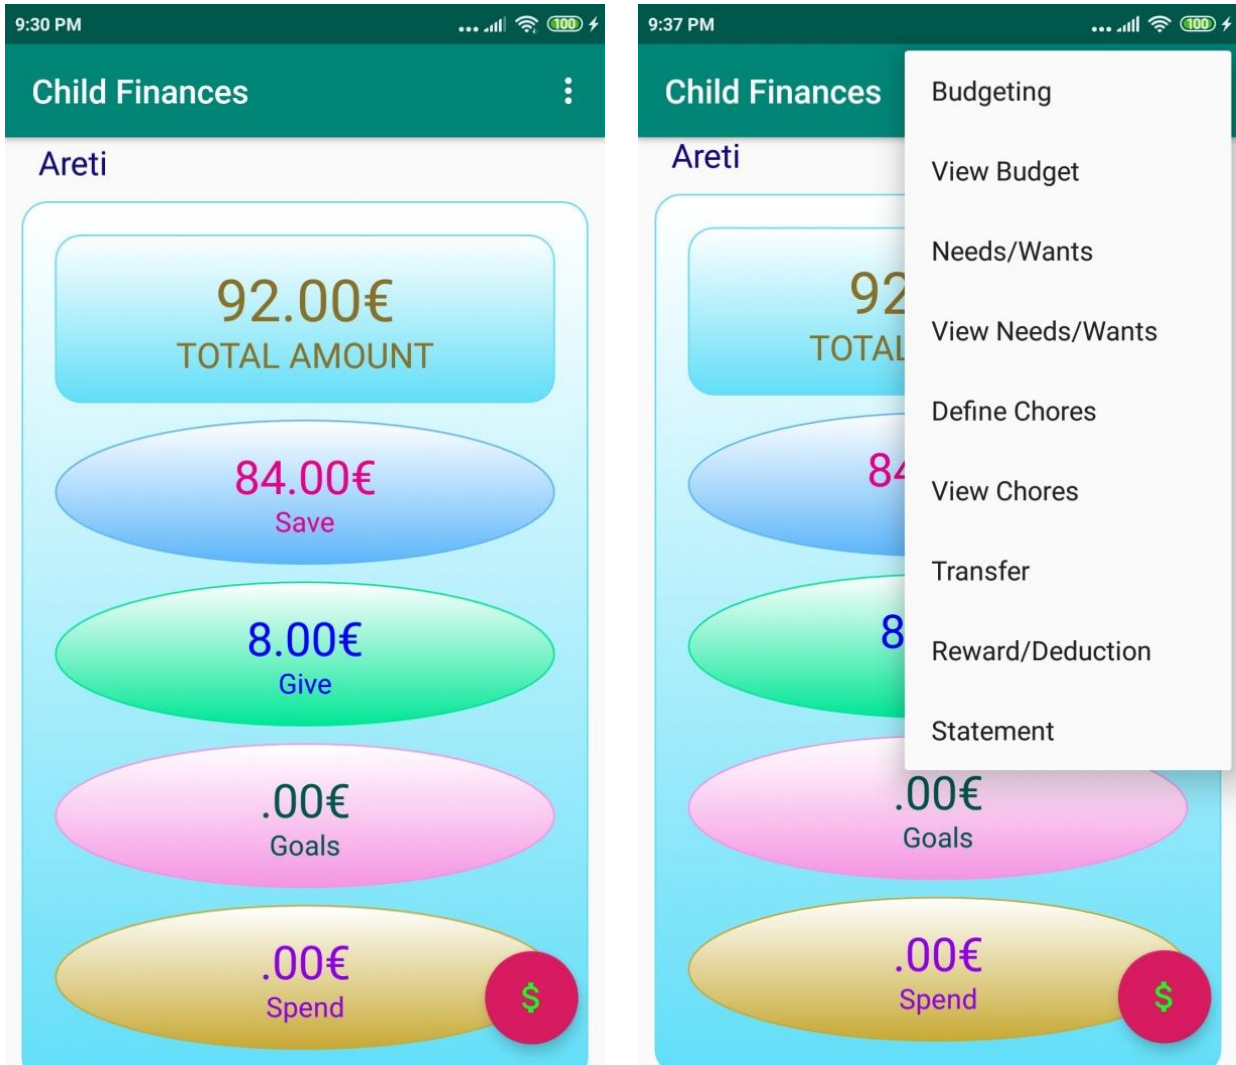 9:30 PM
100
Child Finances
Areti
92.00€
TOTAL AMOUNT
84.00€
Save
8.00€
Give
.00€
Goals
.00€
Spend
$
9:37 PM
100
Child Finances
Areti
92
TOTAL
84
8
.00€
Goals
.00€
Spend
$
Budgeting
View Budget
Needs/Wants
View Needs/Wants
Define Chores
View Chores
Transfer
Reward/Deduction
Statement